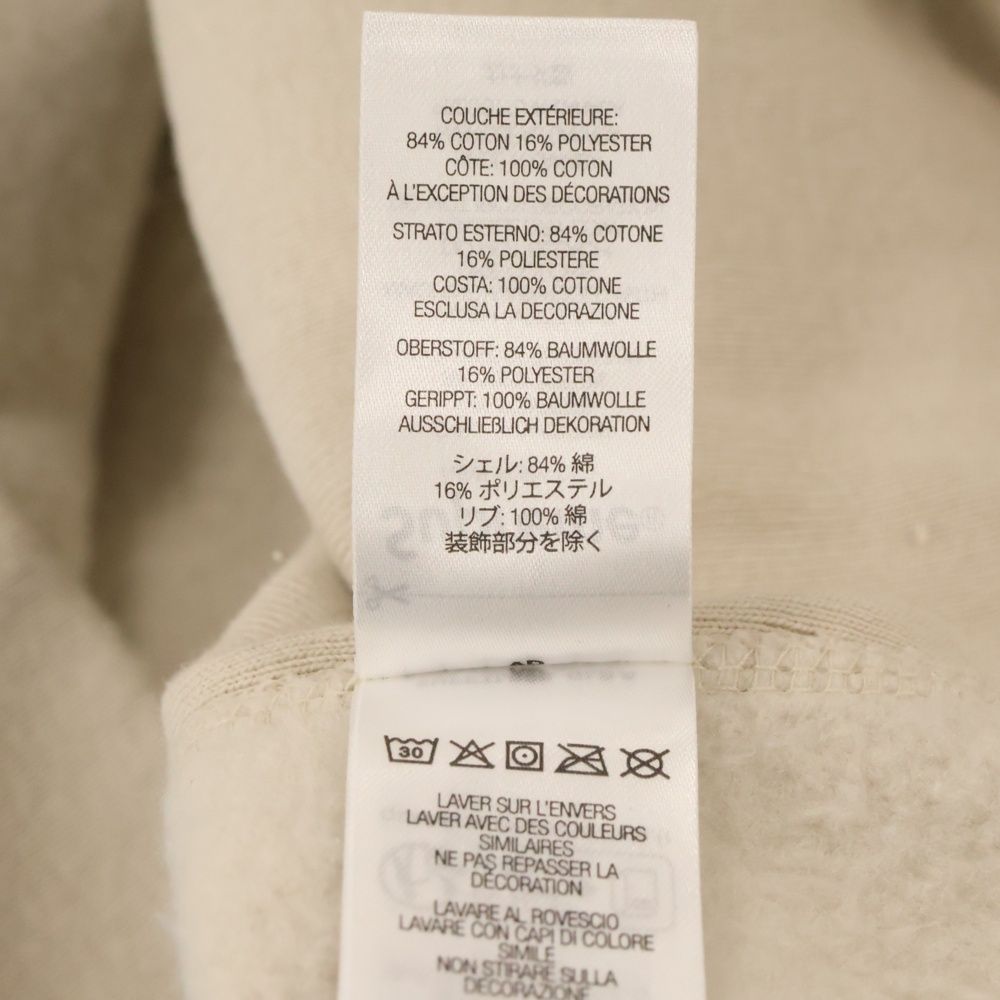 COUCHE EXTÉRIEURE:
84% COTON 16% POLYESTER
CÔTE: 100% COTON
À L'EXCEPTION DES DÉCORATIONS
STRATO ESTERNO: 84% COTONE
16% POLIESTERE
COSTA: 100% COTONE
ESCLUSA LA DECORAZIONE
OBERSTOFF: 84% BAUMWOLLE
16% POLYESTER
GERIPPT: 100% BAUMWOLLE
AUSSCHLIEßLICH DEKORATION
シェル: 84% 綿
16% ポリエステル
リブ: 100% 綿
装飾部分を除く
30
LAVER SUR L'ENVERS
LAVER AVEC DES COULEURS
SIMILAIRES
NE PAS REPASSER LA
DÉCORATION
LAVARE AL ROVESCIO
LAVARE CON CAPI DI COLORE
SIMILE
NON STIRARE SULLA
DECORAZIONE